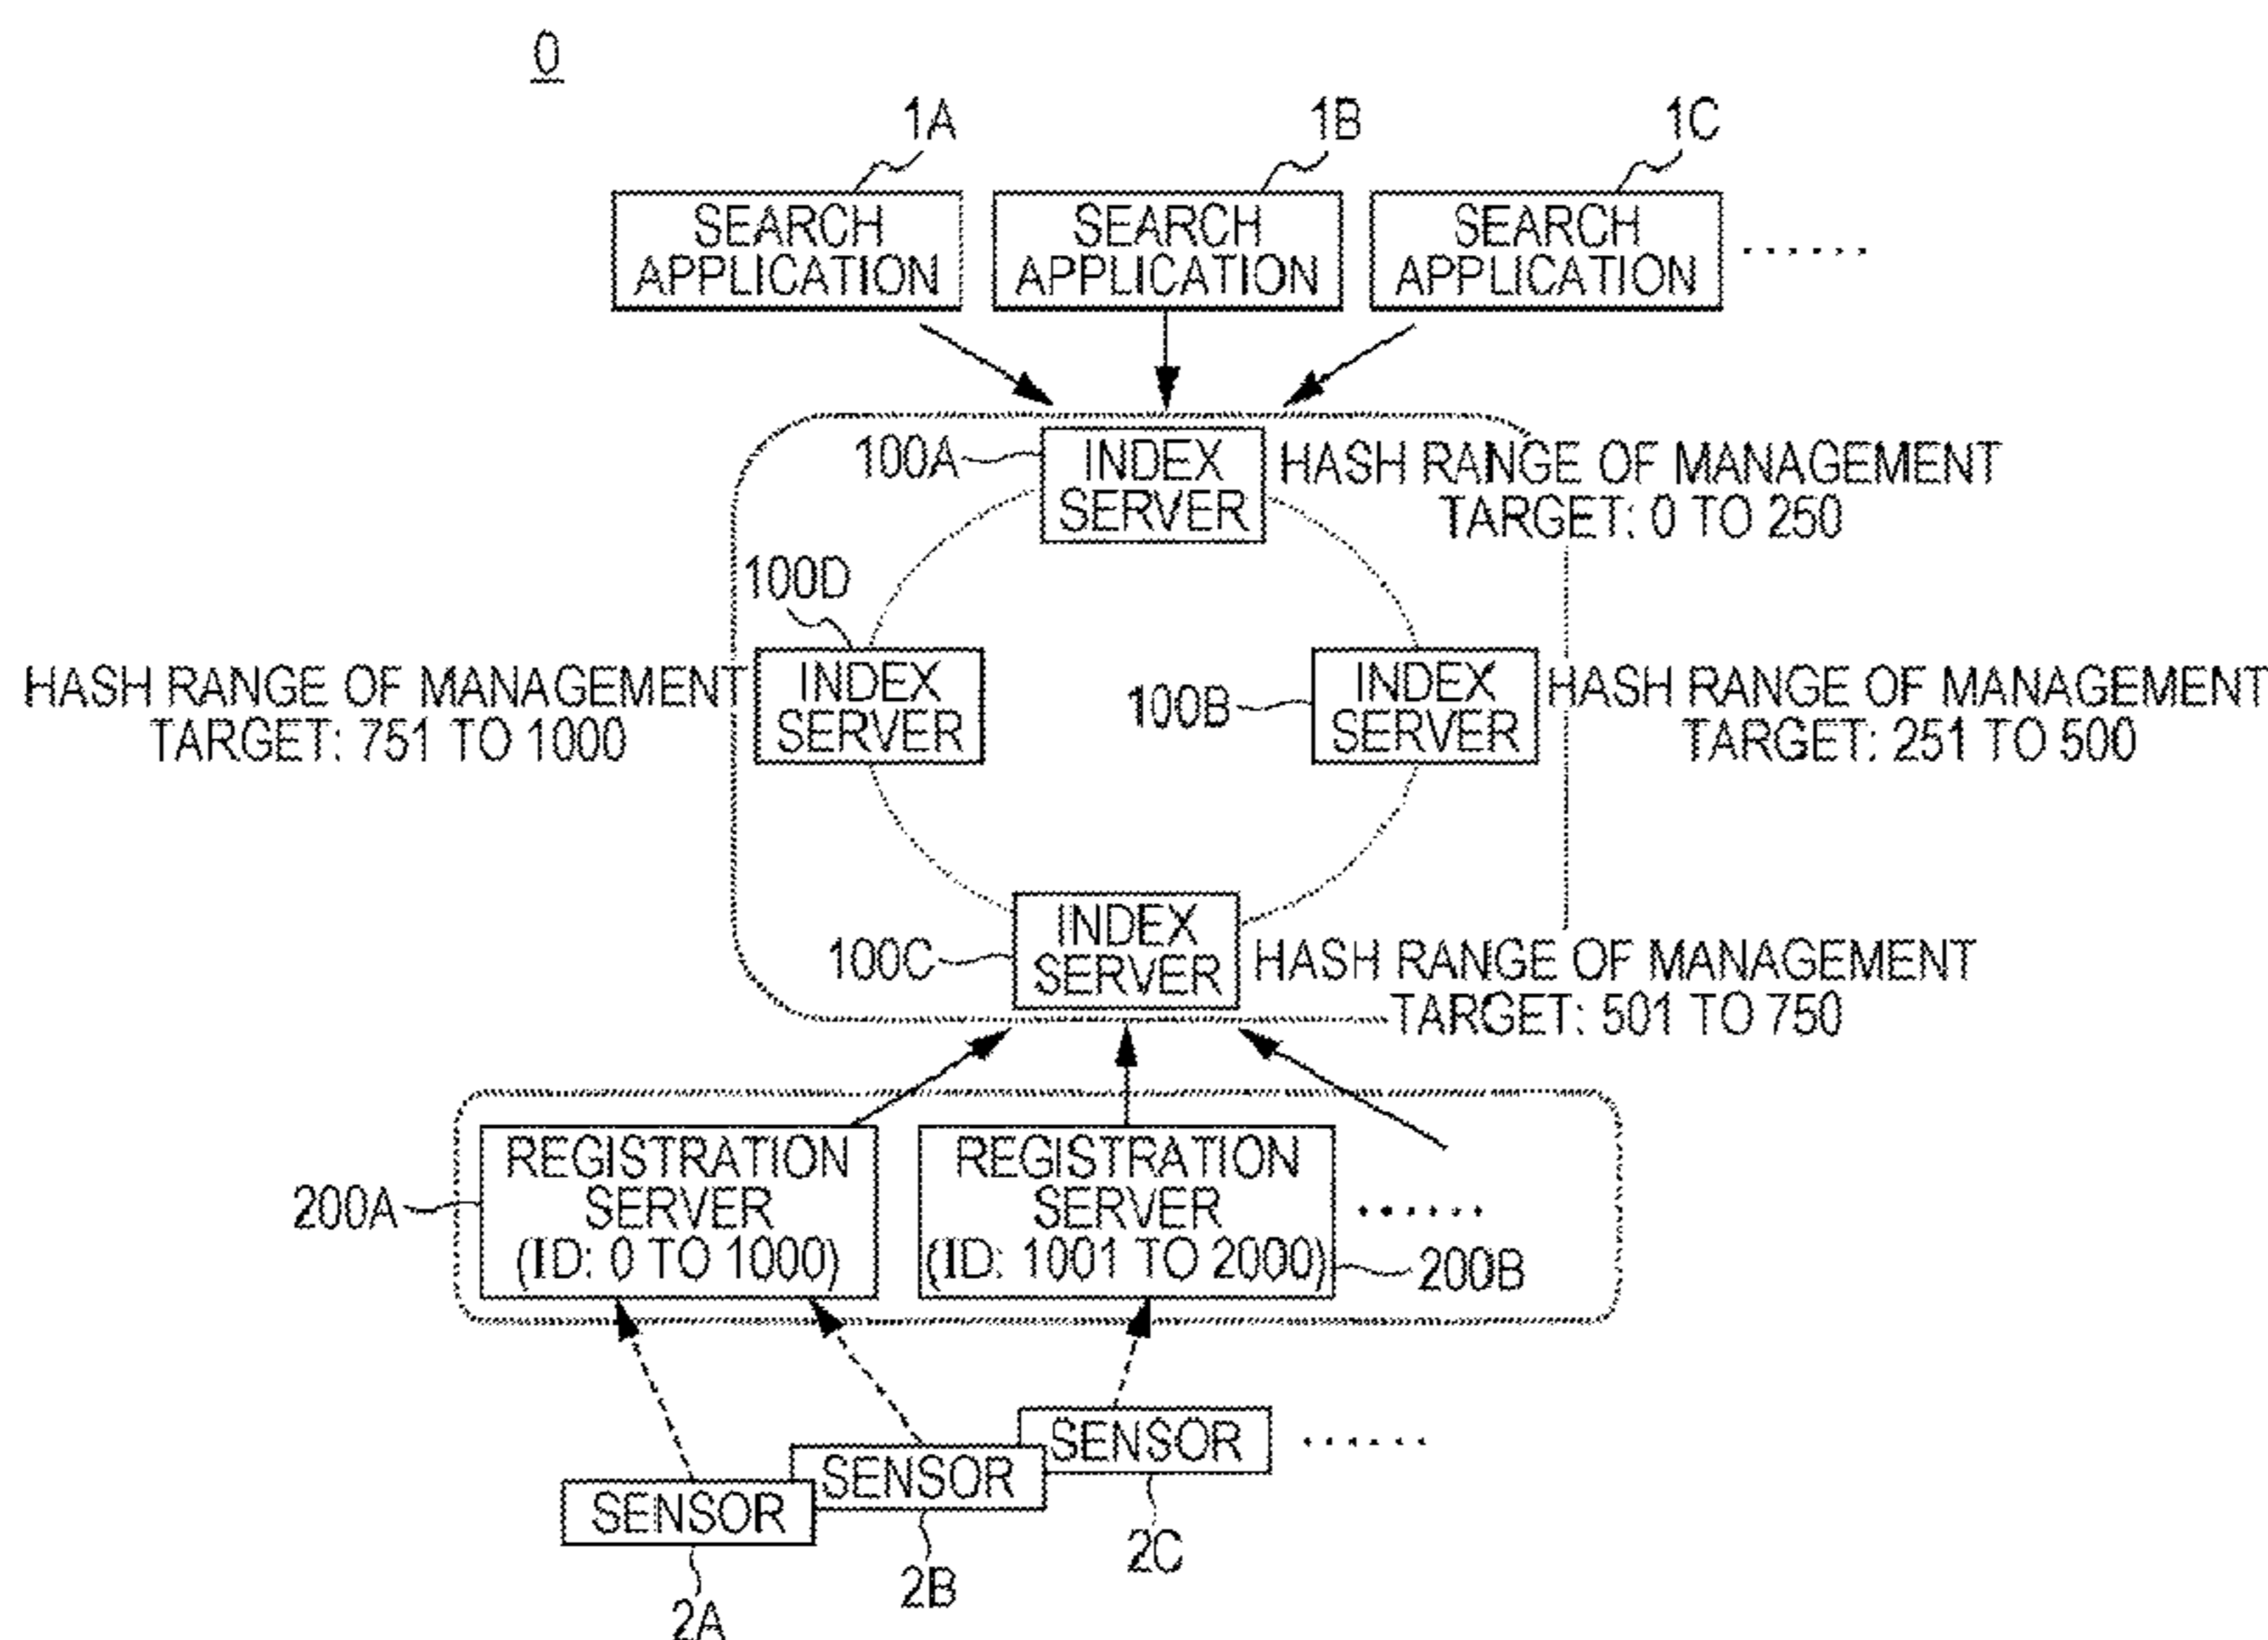 0
1A
1B
1C
SEARCH
APPLICATION
SEARCH
APPLICATION
SEARCH
APPLICATION
......
100A
INDEX
SERVER
HASH RANGE OF MANAGEMENT
TARGET: 0 TO 250
100D
HASH RANGE OF MANAGEMENT
TARGET: 751 TO 1000
INDEX
SERVER
100B
INDEX
SERVER
HASH RANGE OF MANAGEMENT
TARGET: 251 TO 500
100C
INDEX
SERVER
HASH RANGE OF MANAGEMENT
TARGET: 501 TO 750
200A
REGISTRATION
SERVER
(ID: 0 TO 1000)
REGISTRATION
SERVER
(ID: 1001 TO 2000)
......
200B
SENSOR
SENSOR
SENSOR
......
2A
2B
2C